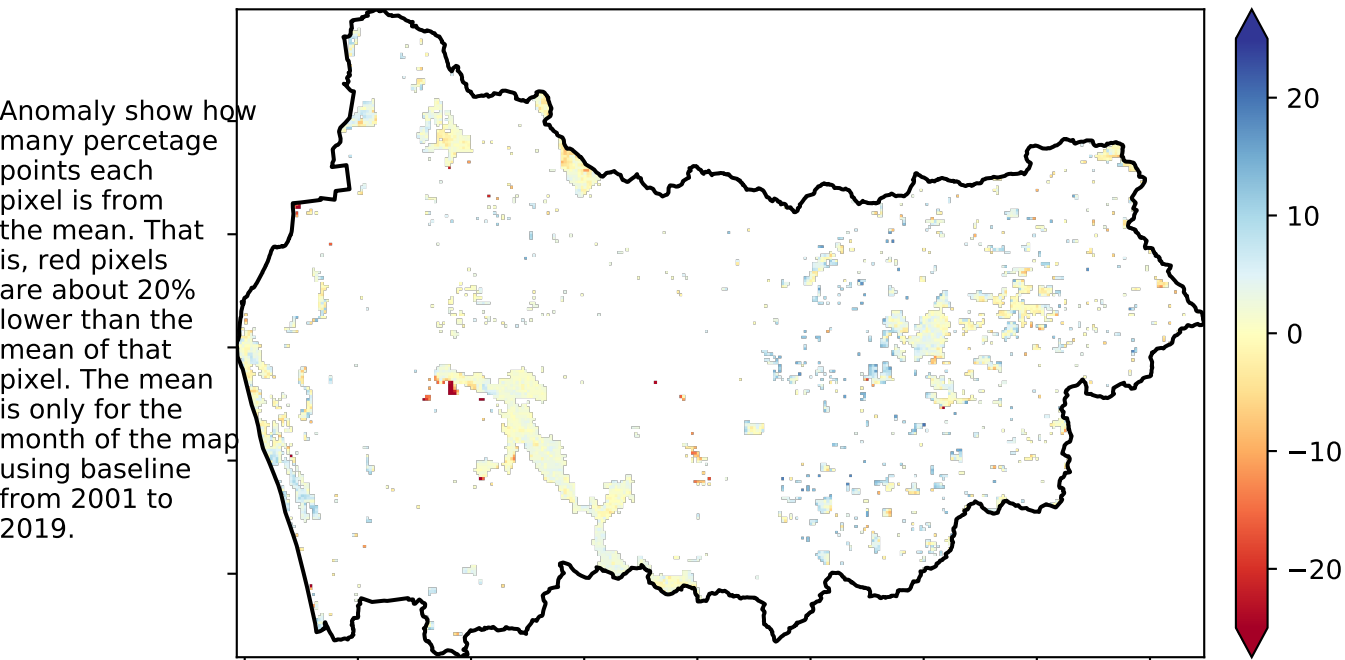 Anomaly show how
many percetage
points each
pixel is from
the mean. That
is, red pixels
are about 20%
lower than the
mean of that
pixel. The mean
is only for the
month of the map
using baseline
from 2001 to
2019.
20
10
0
−10
−20